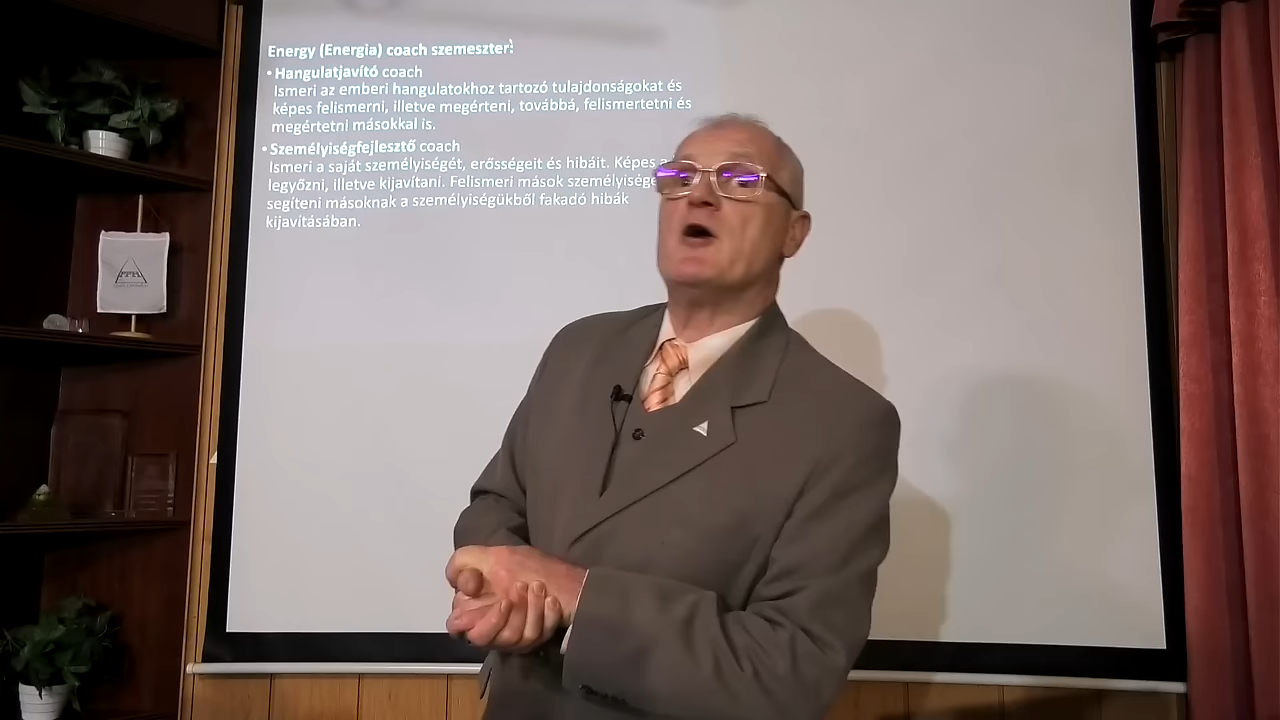 Energy (Energia) coach szemeszter:
• Hangulatjavító coach
Ismeri az emberi hangulatokhoz tartozó tulajdonságokat és
képes felismerni, illetve megérteni, továbbá, felismertetni és
megértetni másokkal is.
• Személyiségfejlesztő coach
Ismeri a saját személyiségét, erősségeit és hibáit. Képes
legyőzni, illetve kijavítani. Felismeri mások
segíteni másoknak a személyiségükből fakadó hibák
kijavításában.